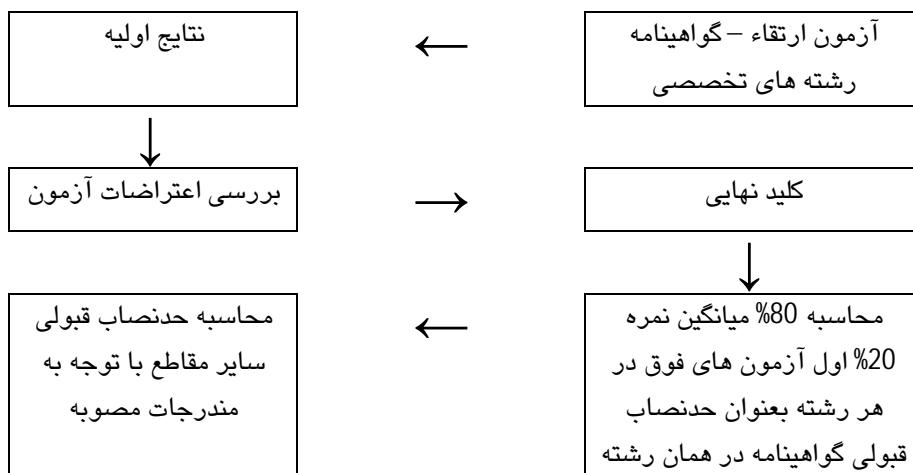 آزمون ارتقاء – گواهینامه
رشته های تخصصی
نتایج اولیه
بررسی اعتراضات آزمون
کلید نهایی
محاسبه 80% میانگین نمره
20% اول آزمون های فوق در
هر رشته بعنوان حدنصاب
قبولی گواهینامه در همان رشته
محاسبه حدنصاب قبولی
سایر مقاطع با توجه به
مندرجات مصوبه